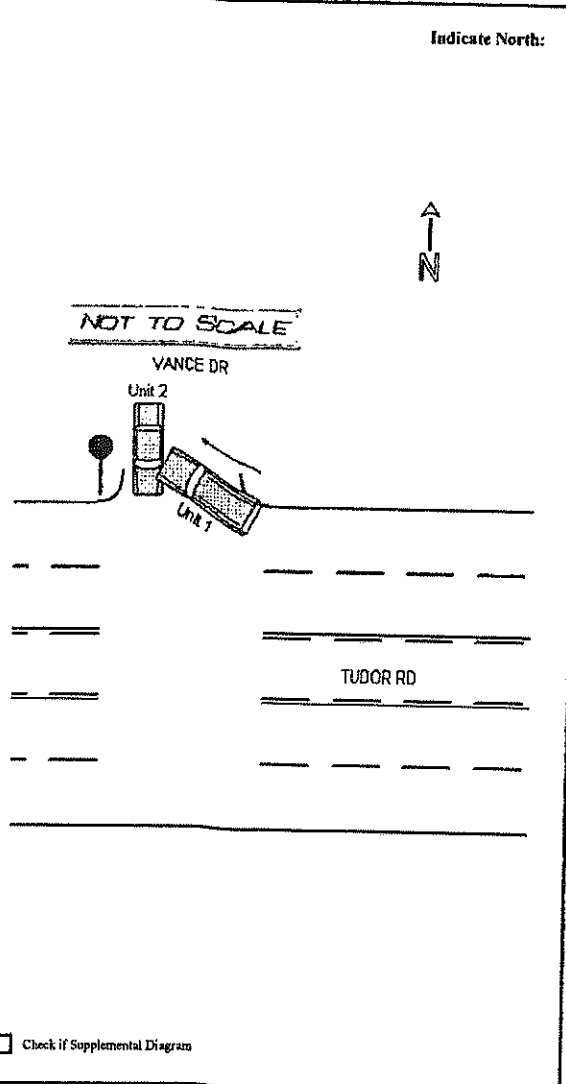 Indicate North:
N
NOT TO SCALE
VANCE DR
Unit 2
Unit 1
TUDOR RD
Check if Supplemental Diagram